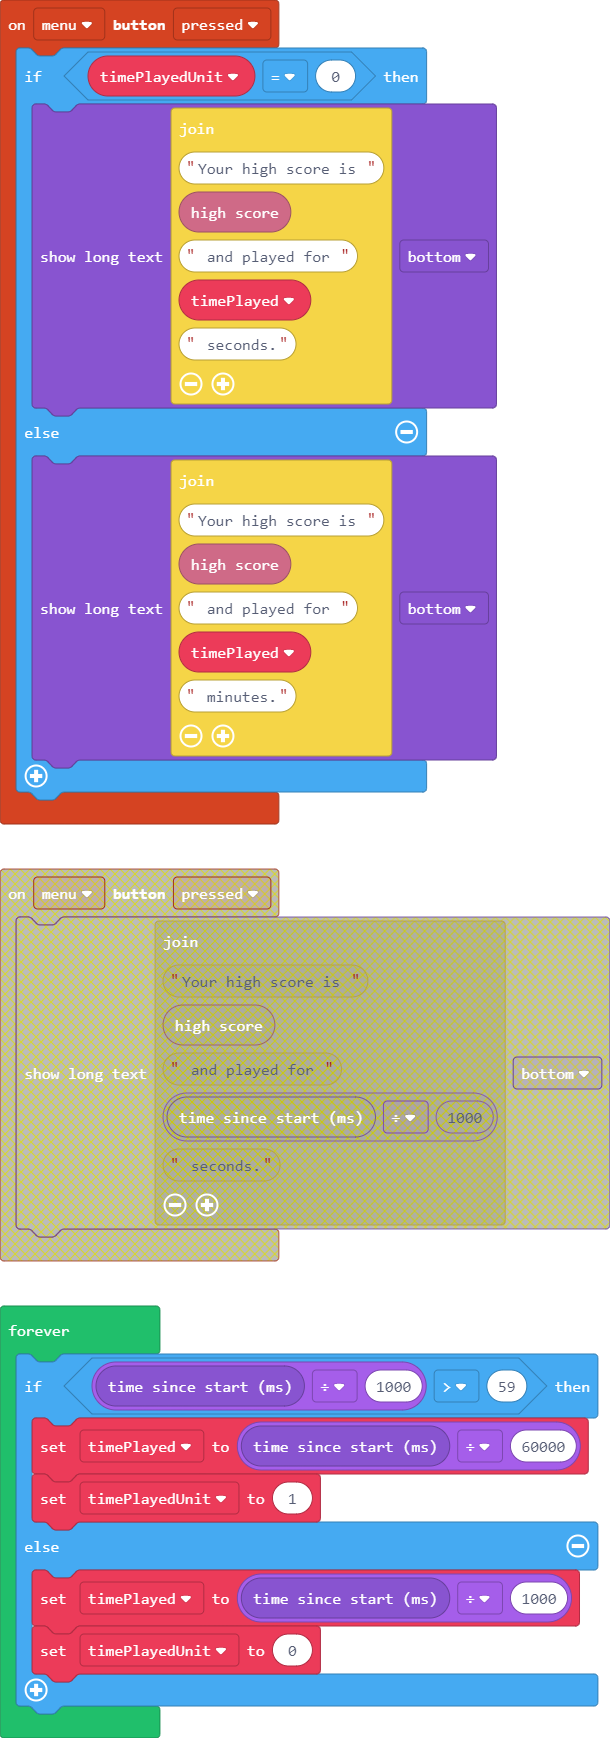 on menu button pressed
if timePlayedUnit = 0 then
join
"Your high score is "
high score
show long text " and played for " bottom
timePlayed
" seconds."
else
join
"Your high score is "
high score
show long text " and played for " bottom
timePlayed
" minutes."
on menu button pressed
join
"Your high score is "
high score
show long text " and played for " bottom
time since start (ms) ÷ 1000
" seconds."
forever
if time since start (ms) ÷ 1000 > 59 then
set timePlayed to time since start (ms) ÷ 60000
set timePlayedUnit to 1
else
set timePlayed to time since start (ms) ÷ 1000
set timePlayedUnit to 0